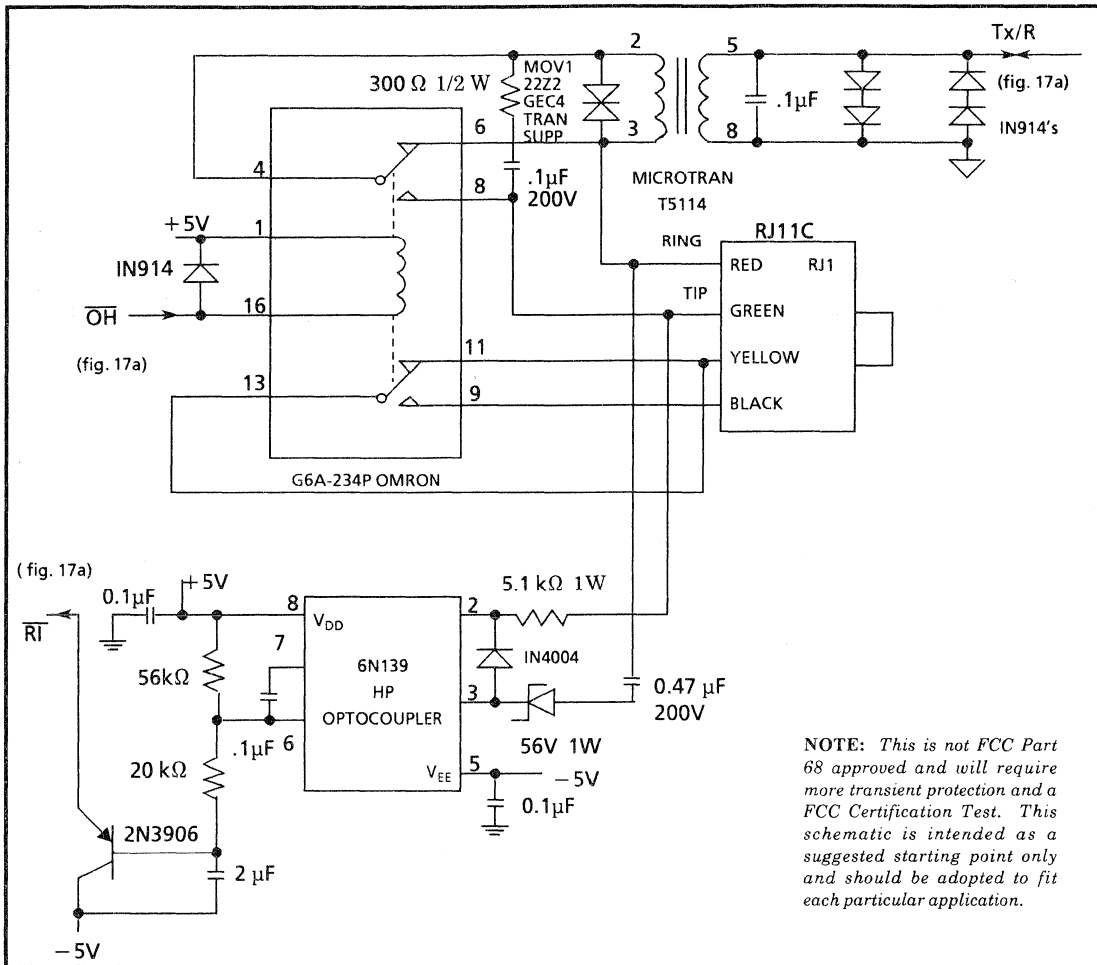 2
5
Tx/R
MOV1
22Z2
GEC4
TRAN
SUPP
300 Ω 1/2 W
.1µF
(fig. 17a)
IN914's
6
3
8
4
8
.1µF
200V
MICROTRAN
T5114
+5V
1
RJ11C
RING
RED
RJ1
IN914
TIP
GREEN
OH
16
YELLOW
(fig. 17a)
11
13
9
BLACK
G6A-234P OMRON
( fig. 17a)
+5V
0.1µF
5.1 kΩ 1W
8
2
RI
VDD
7
56kΩ
6N139
HP
OPTOCOUPLER
IN4004
3
0.47 µF
200V
.1µF
6
56V 1W
20 kΩ
VEE
5
−5V
0.1µF
2N3906
2 µF
−5V
NOTE: This is not FCC Part
68 approved and will require
more transient protection and a
FCC Certification Test. This
schematic is intended as a
suggested starting point only
and should be adopted to fit
each particular application.